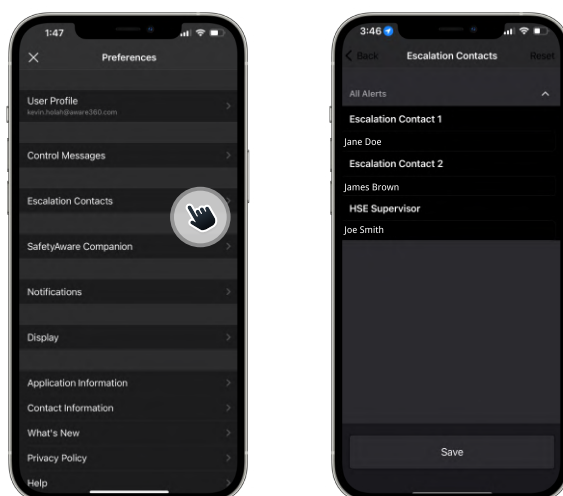 1:47
Preferences
User Profile
kevin.holah@aware360.com
Control Messages
Escalation Contacts
SafetyAware Companion
Notifications
Display
Application Information
Contact Information
What's New
Privacy Policy
Help
3:46
Back
Escalation Contacts
Reset
All Alerts
Escalation Contact 1
Jane Doe
Escalation Contact 2
James Brown
HSE Supervisor
Joe Smith
Save